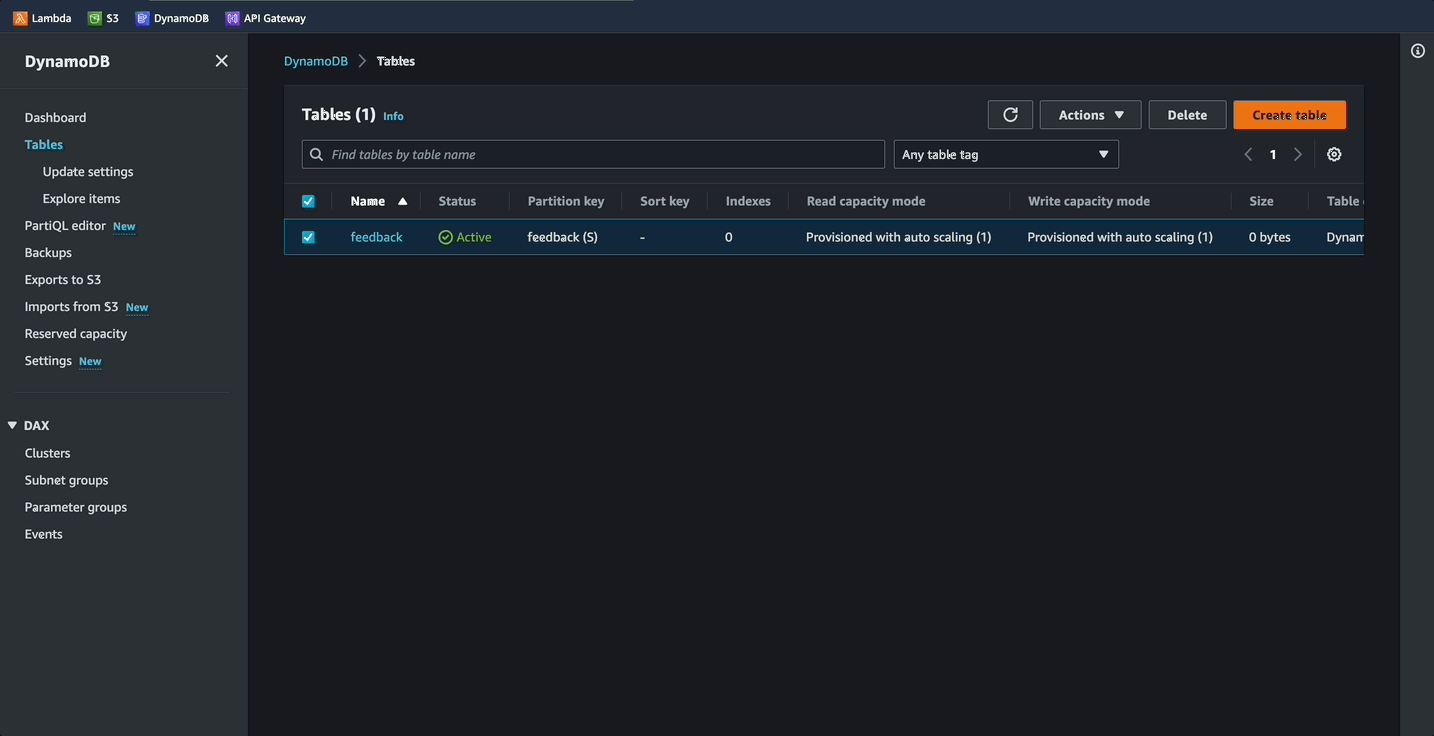 Lambda S3 DynamoDB API Gateway
DynamoDB
Dashboard
Tables
Update settings
Explore items
PartiQL editor New
Backups
Exports to S3
Imports from S3 New
Reserved capacity
Settings New
DAX
Clusters
Subnet groups
Parameter groups
Events
DynamoDB Tables
Tables (1) Info
Actions Delete Create table
Find tables by table name Any table tag 1
Name Status Partition key Sort key Indexes Read capacity mode Write capacity mode Size Table
feedback Active feedback (S) - 0 Provisioned with auto scaling (1) Provisioned with auto scaling (1) 0 bytes Dynam